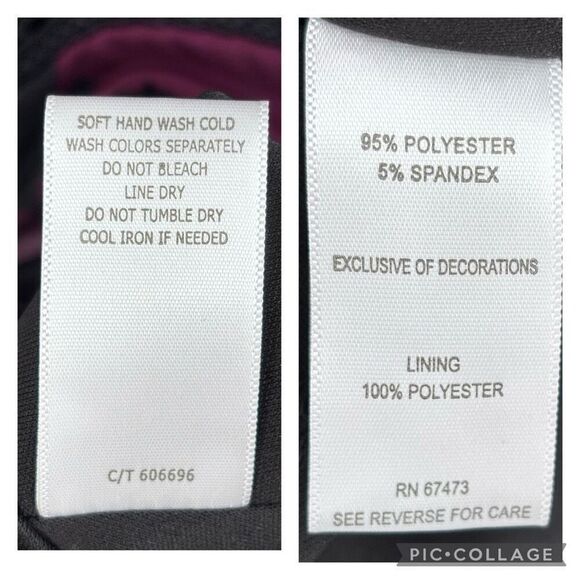 SOFT HAND WASH COLD
WASH COLORS SEPARATELY
DO NOT BLEACH
LINE DRY
DO NOT TUMBLE DRY
COOL IRON IF NEEDED
C/T 606696
95% POLYESTER
5% SPANDEX
EXCLUSIVE OF DECORATIONS
LINING
100% POLYESTER
RN 67473
SEE REVERSE FOR CARE
PIC•COLLAGE